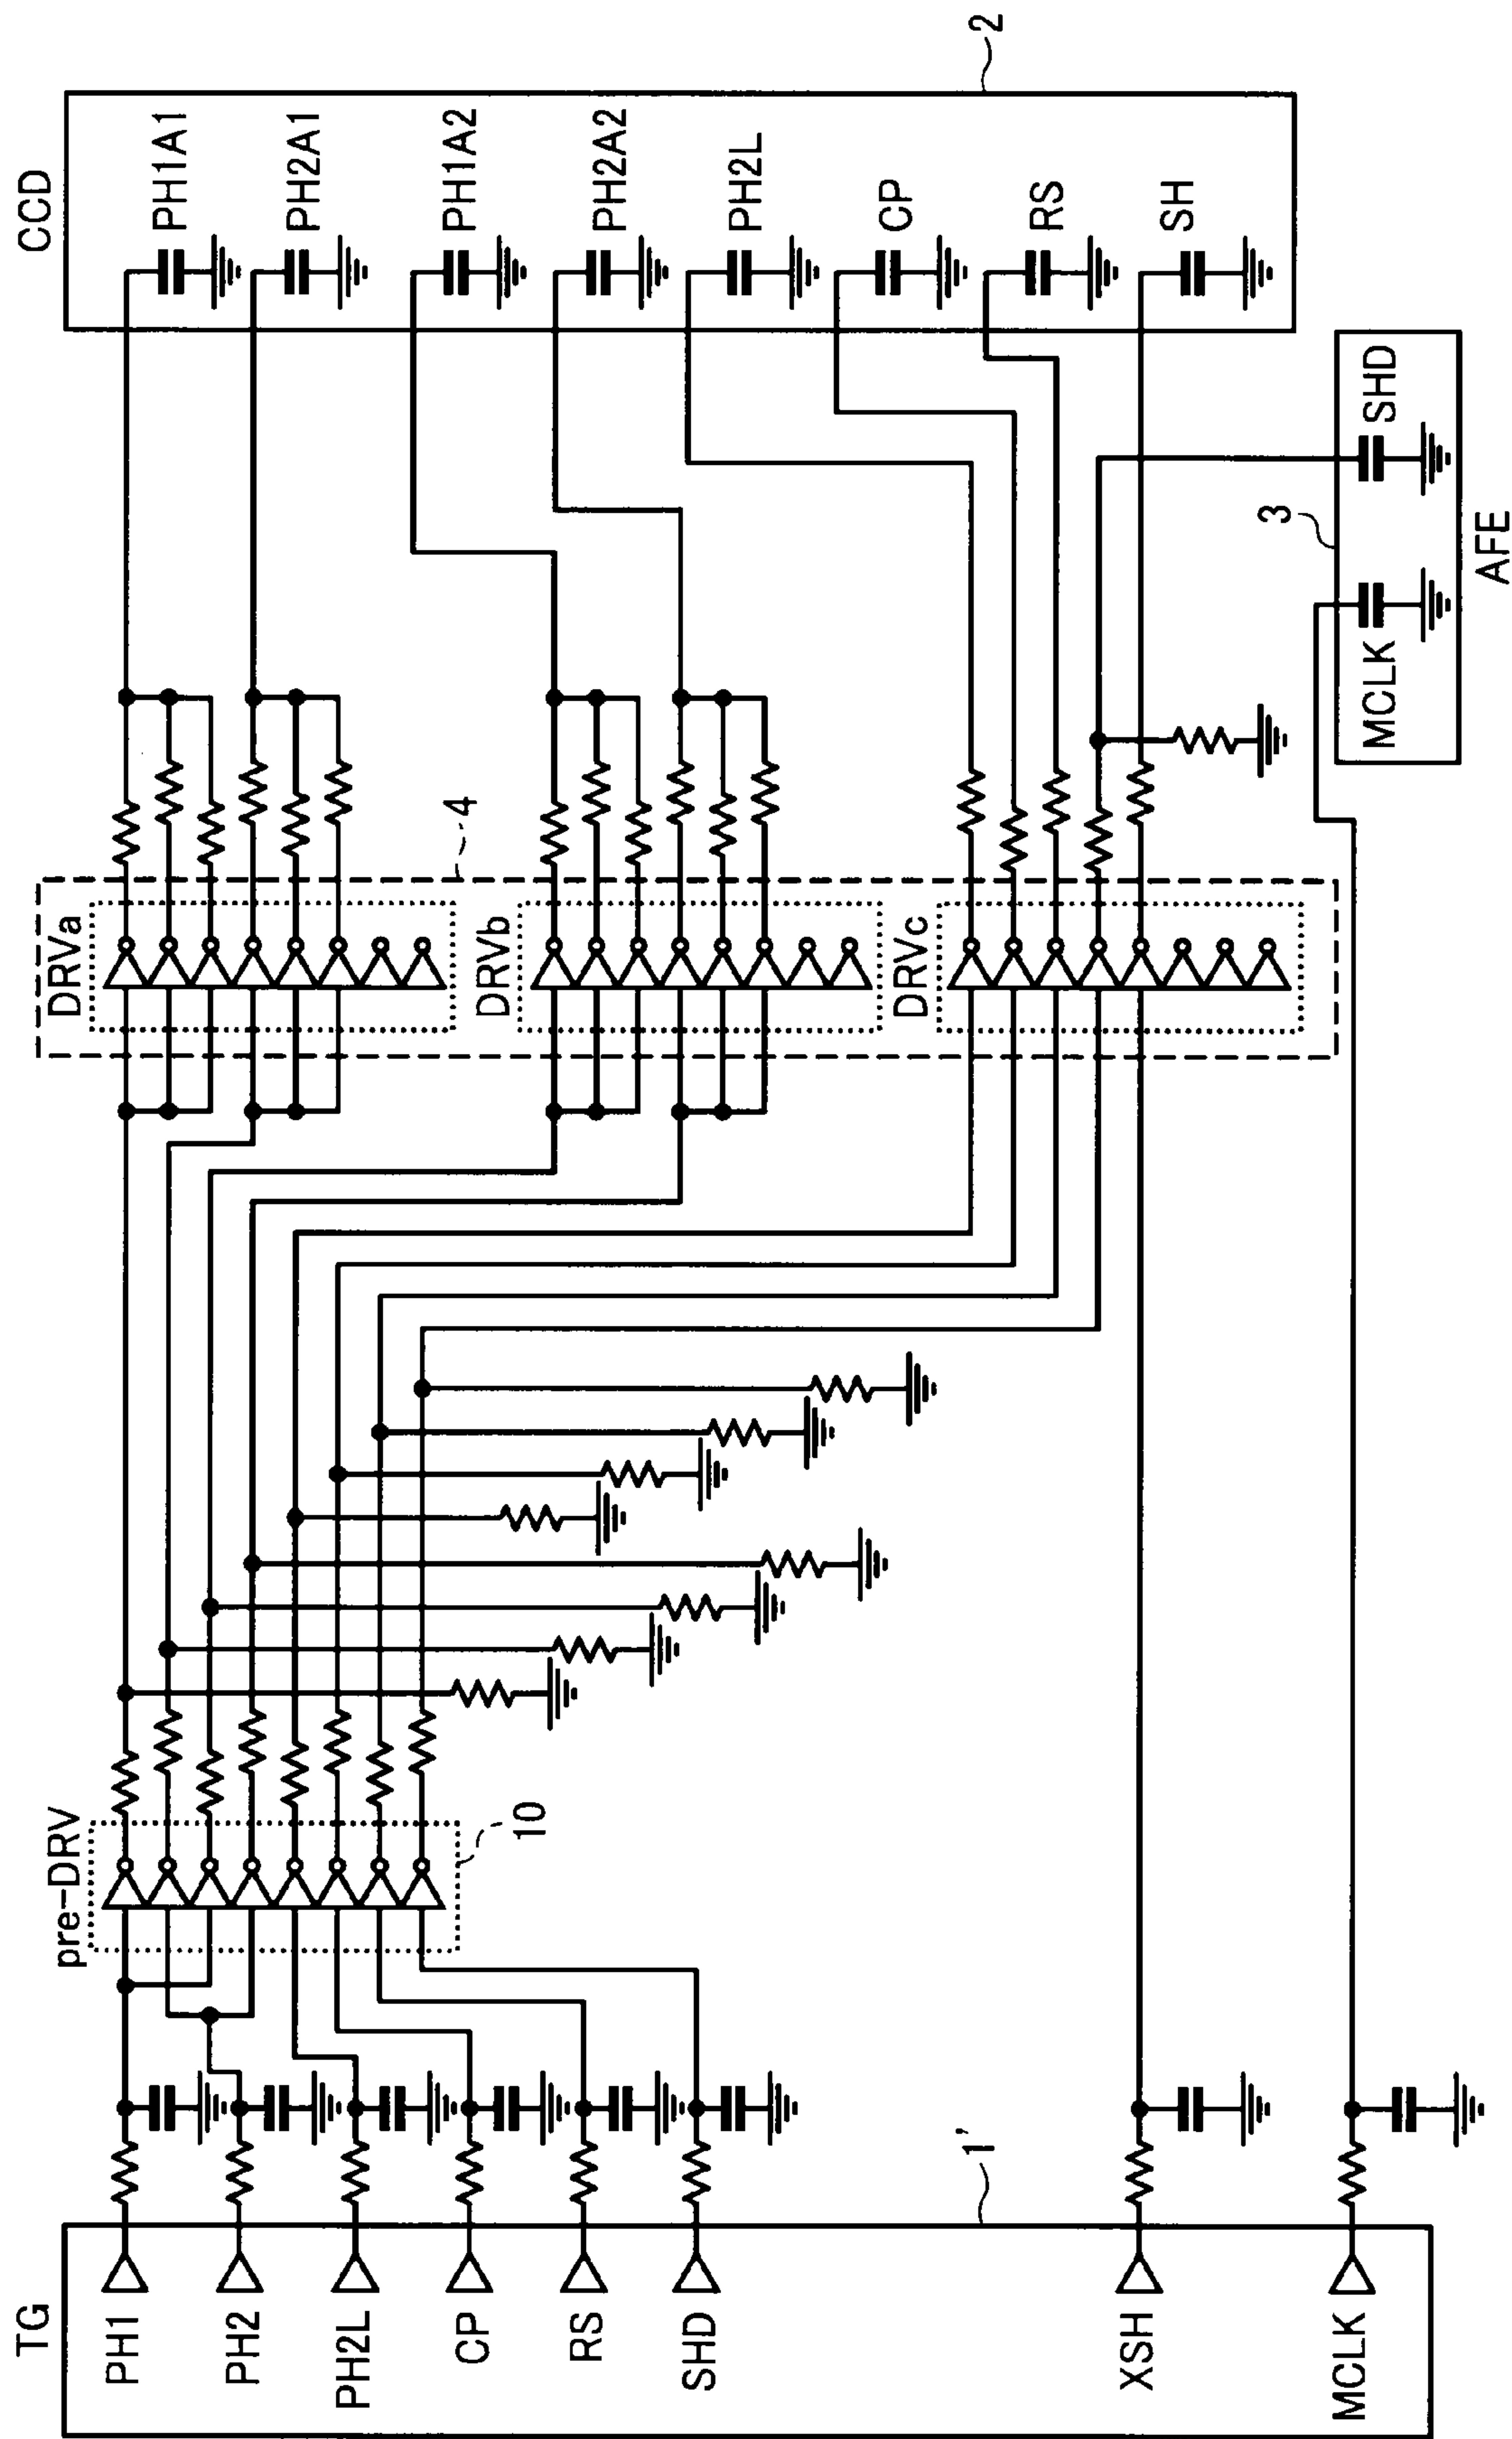 TG
PH1
PH2
PH2L
CP
RS
SHD
XSH
MCLK
1'
pre-DRV
10
DRVa
DRVb
DRVc
4
CCD
PH1A1
PH2A1
PH1A2
PH2A2
PH2L
CP
RS
SH
2
3
MCLK
SHD
AFE